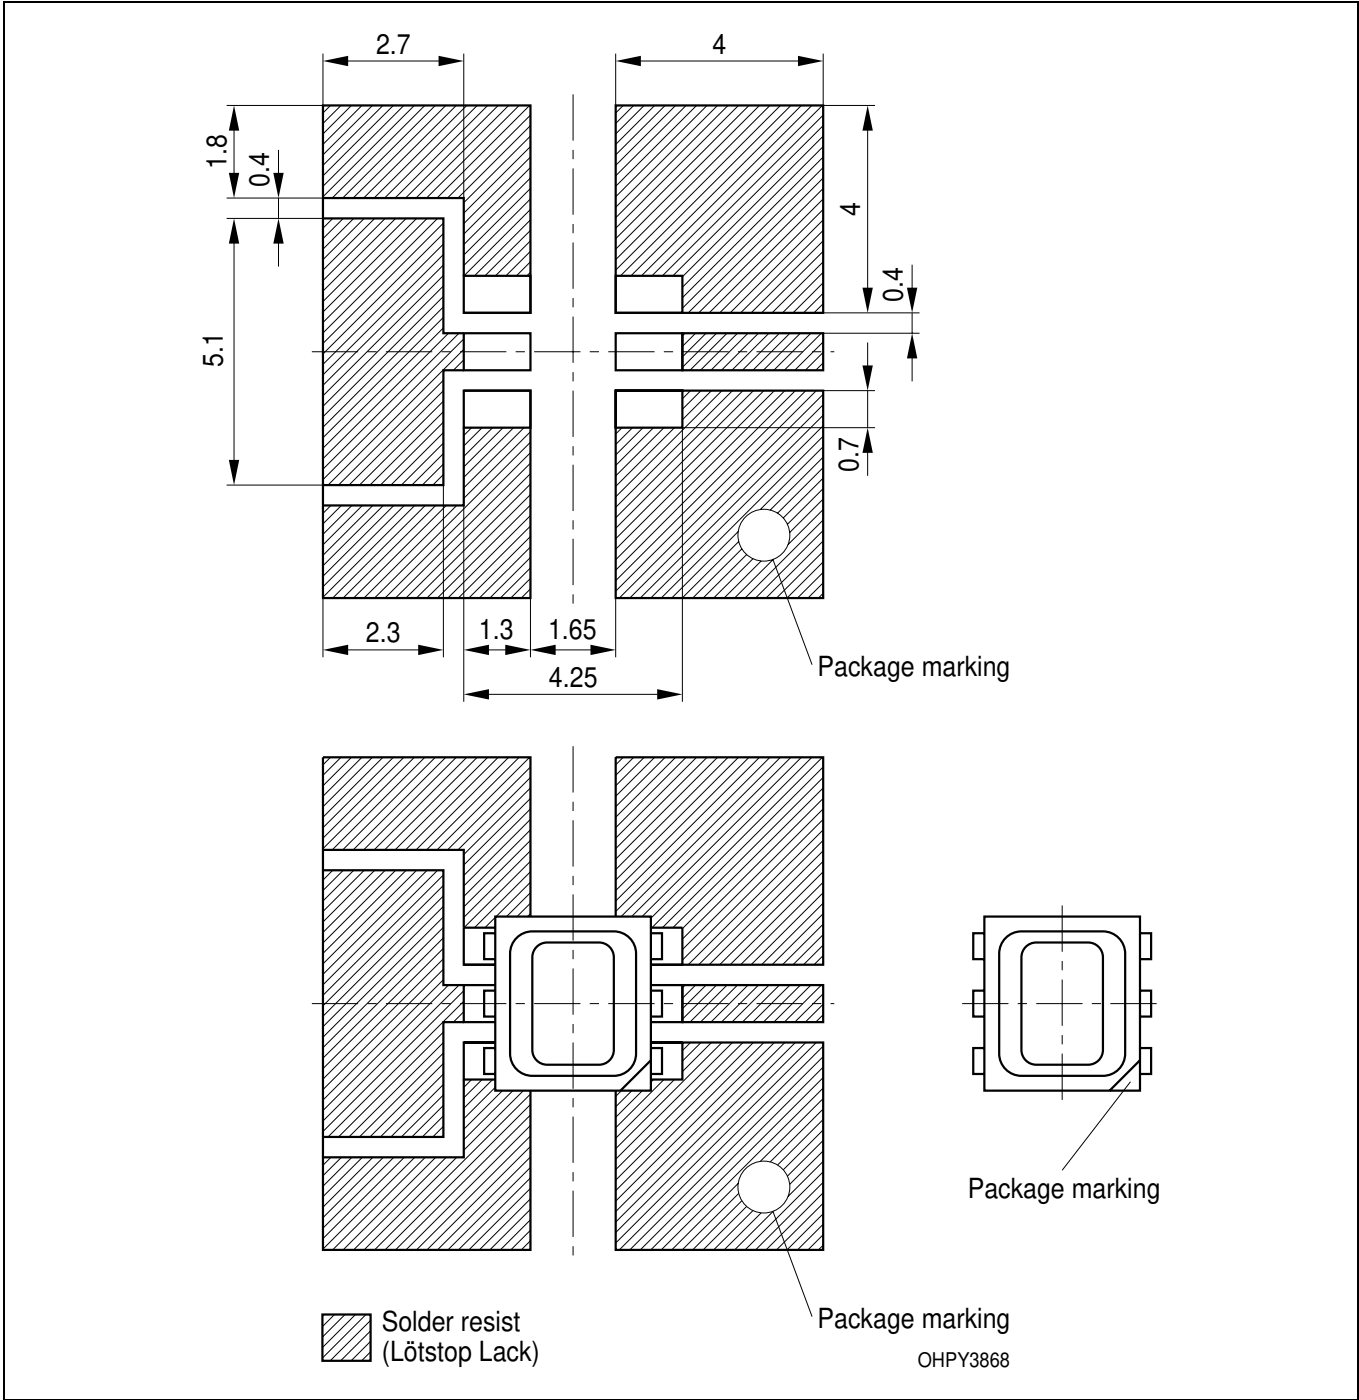 2.7
4
1.8
0.4
4
0.4
5.1
0.7
2.3
1.3
1.65
4.25
Package marking
Package marking
Package marking
Solder resist
(Lötstop Lack)
OHPY3868